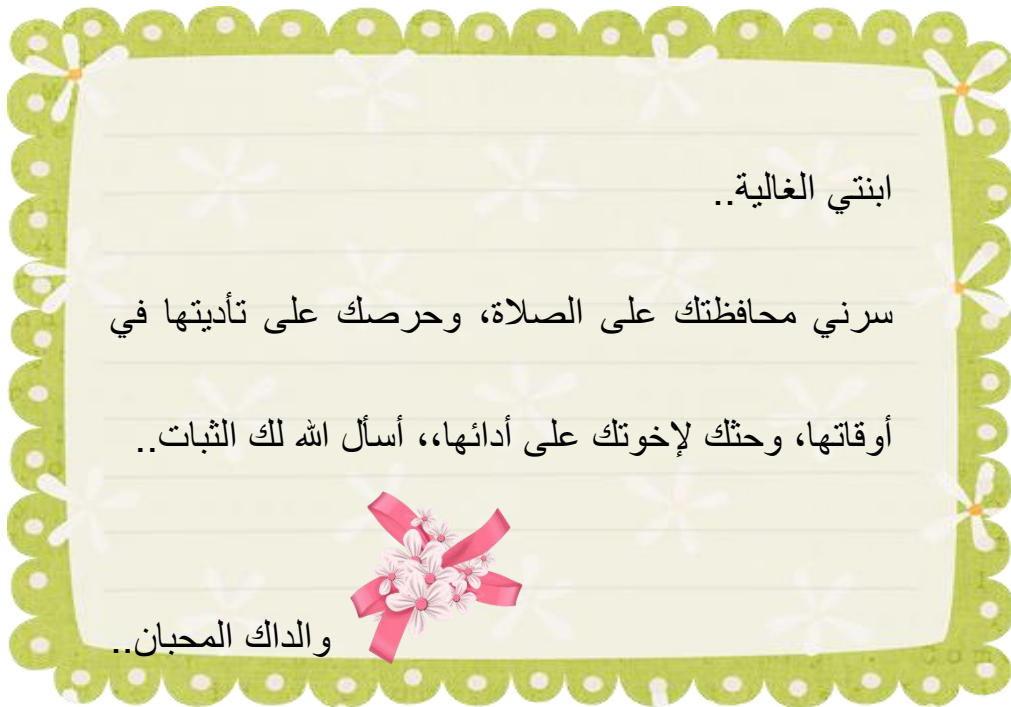 ابنتي الغالية..
سرني محافظتك على الصلاة، وحرصك على تأديتها في
أوقاتها، وحثك لإخوتك على أدائها،، أسأل الله لك الثبات..
والداك المحبان..